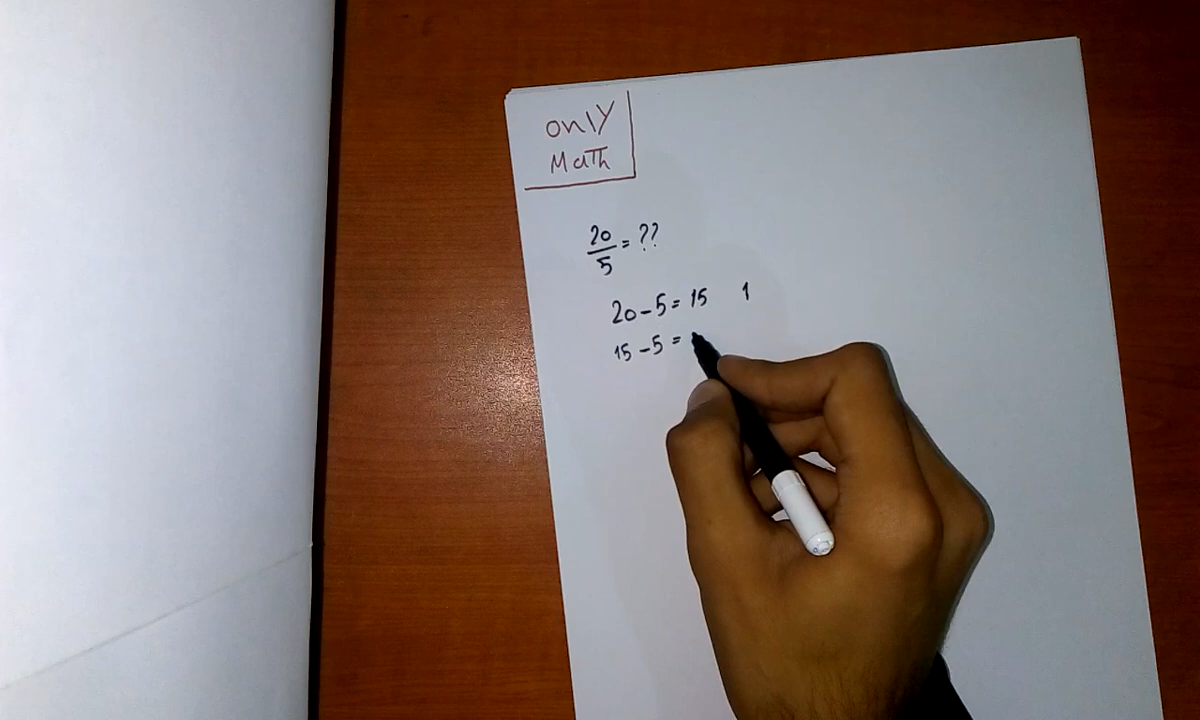 only
Math
20/5 = ??
20-5= 15 1
15-5 =